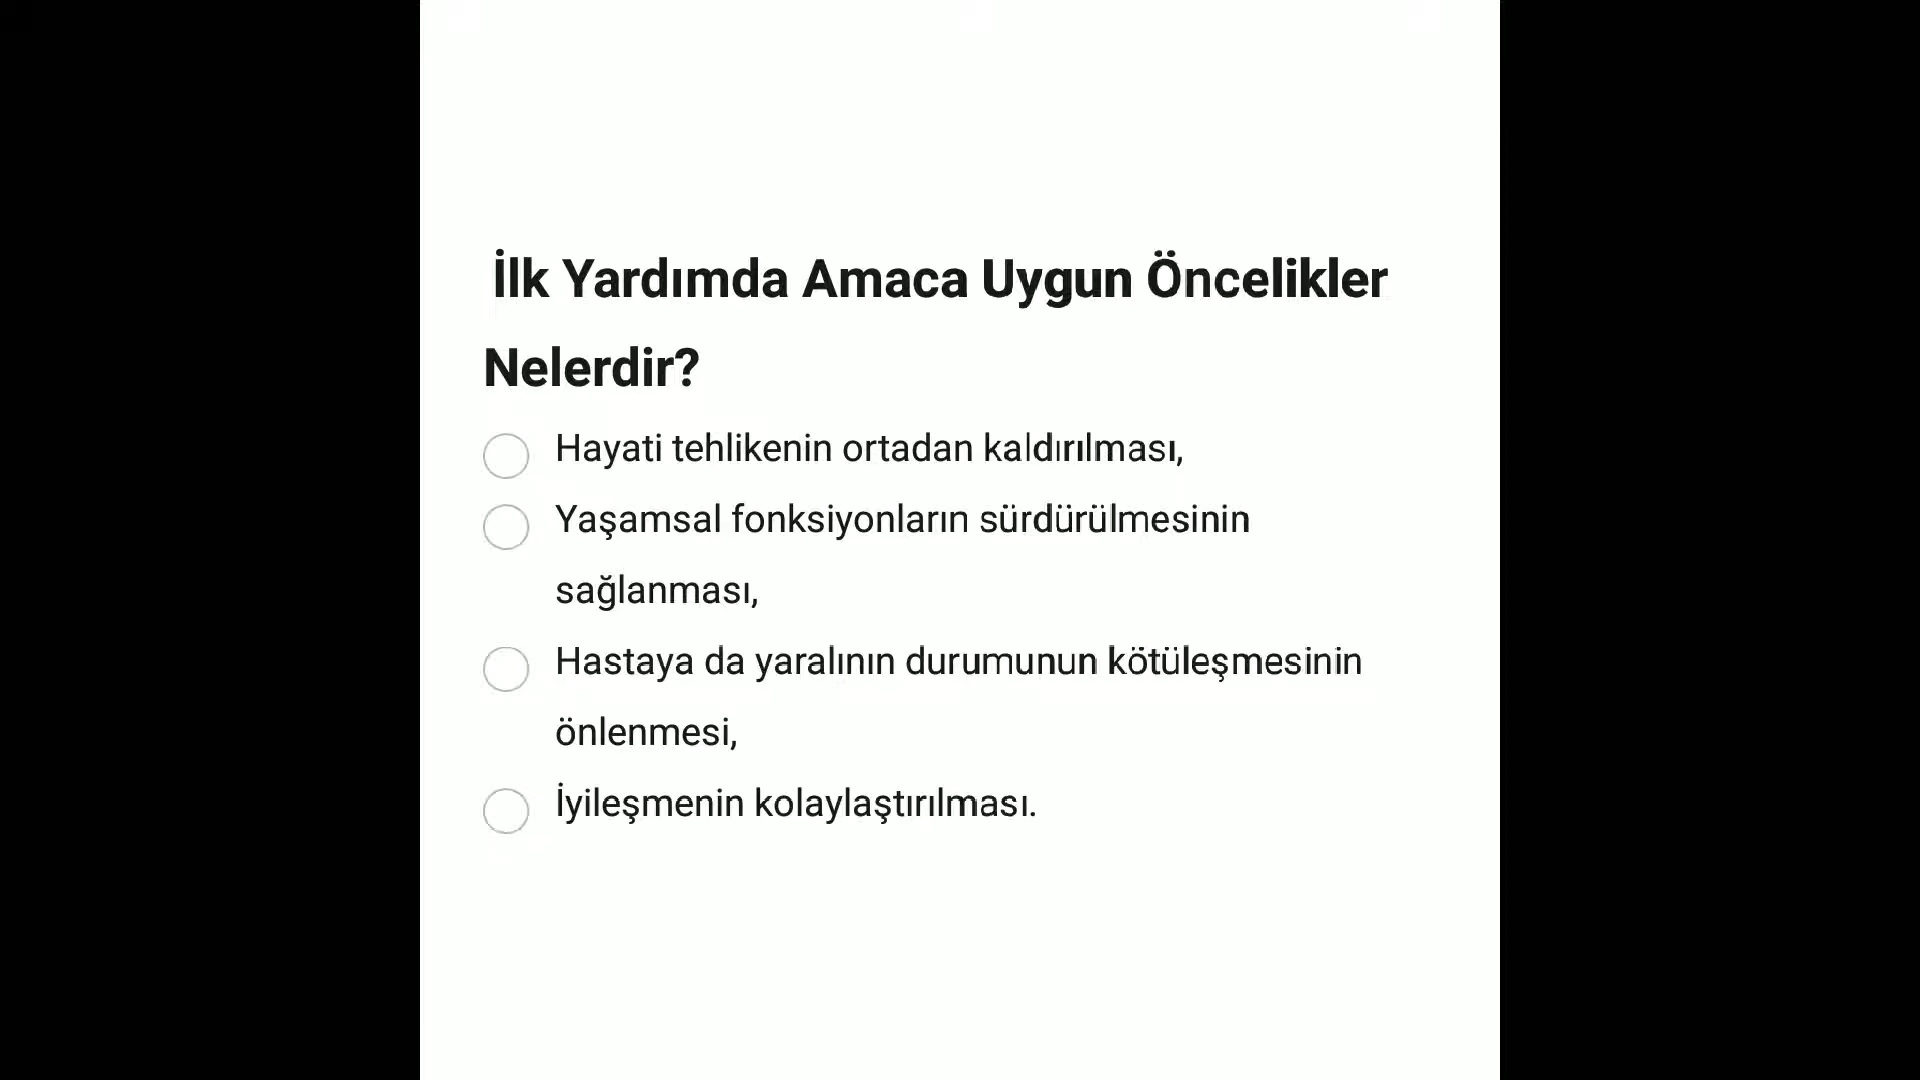 İlk Yardımda Amaca Uygun Öncelikler
Nelerdir?
Hayati tehlikenin ortadan kaldırılması,
Yaşamsal fonksiyonların sürdürülmesinin
sağlanması,
Hastaya da yaralının durumunun kötüleşmesinin
önlenmesi,
İyileşmenin kolaylaştırılması.